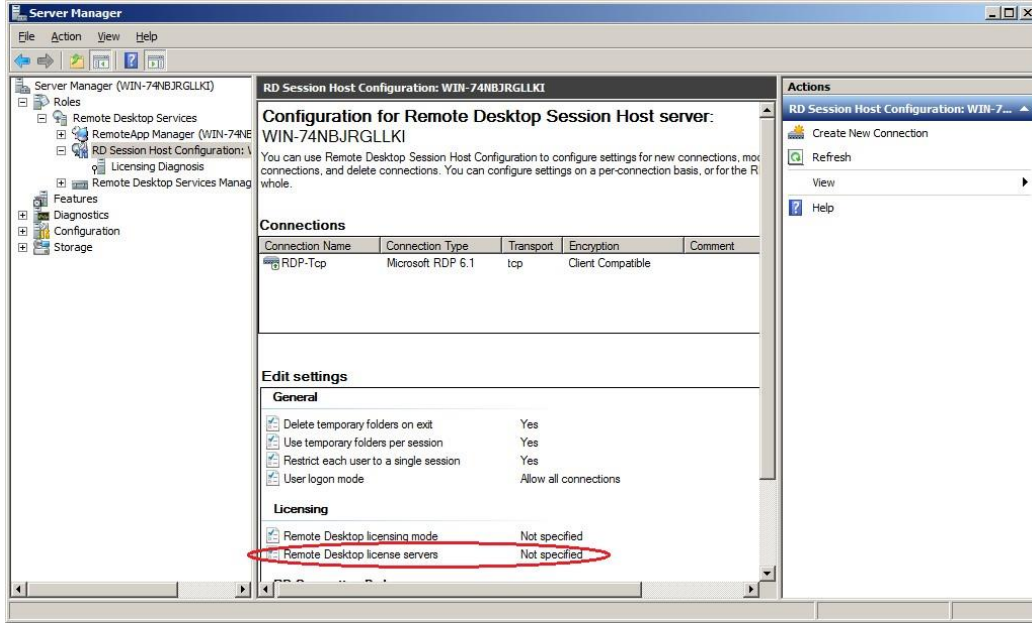 Server Manager
File Action View Help
Server Manager (WIN-74NBJRGLLKI)
Roles
Remote Desktop Services
RemoteApp Manager (WIN-74NE
RD Session Host Configuration: \
Licensing Diagnosis
Remote Desktop Services Manag
Features
Diagnostics
Configuration
Storage
RD Session Host Configuration: WIN-74NBJRGLLKI
Configuration for Remote Desktop Session Host server:
WIN-74NBJRGLLKI
You can use Remote Desktop Session Host Configuration to configure settings for new connections, mod
connections, and delete connections. You can configure settings on a per-connection basis, or for the R
whole.
Connections
Connection Name Connection Type Transport Encryption Comment
RDP-Tcp Microsoft RDP 6.1 tcp Client Compatible
Edit settings
General
Delete temporary folders on exit Yes
Use temporary folders per session Yes
Restrict each user to a single session Yes
User logon mode Allow all connections
Licensing
Remote Desktop licensing mode Not specified
Remote Desktop license servers Not specified
Actions
RD Session Host Configuration: WIN-7...
Create New Connection
Refresh
View
Help